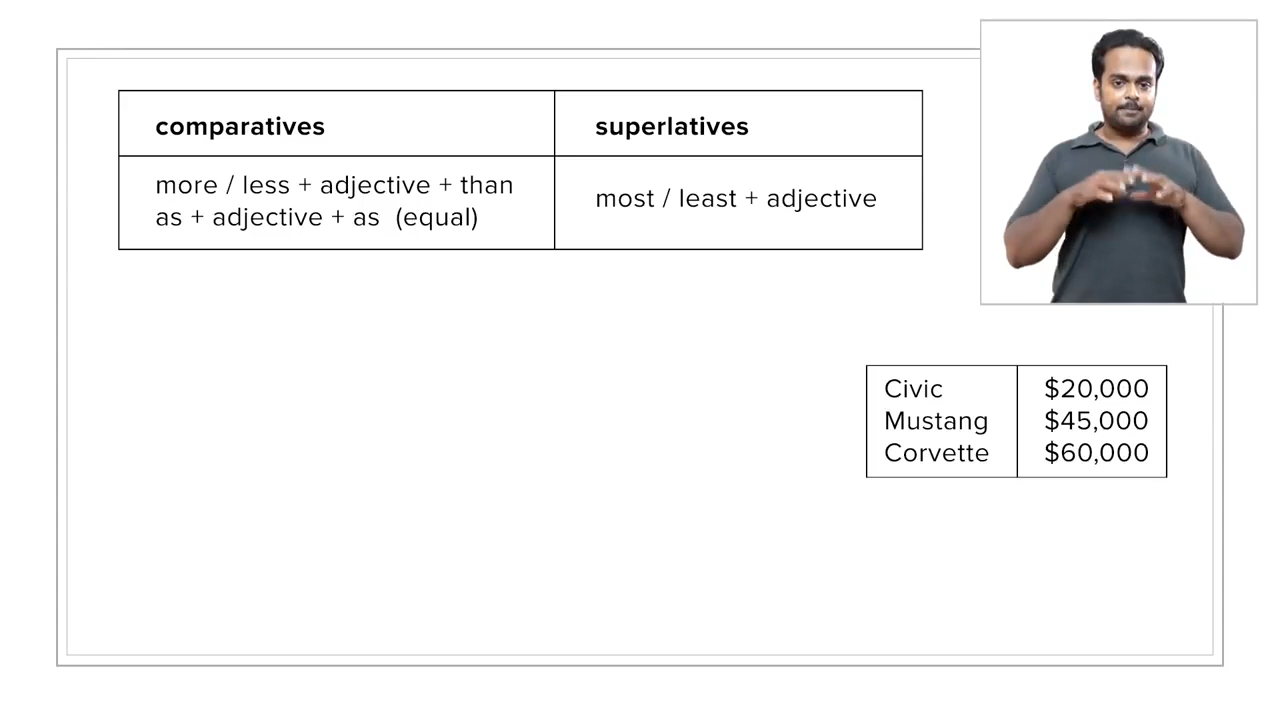 comparatives
superlatives
more / less + adjective + than
as + adjective + as (equal)
most / least + adjective
Civic $20,000
Mustang $45,000
Corvette $60,000